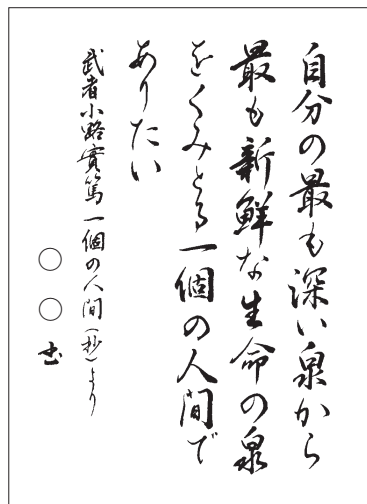 自分の最も深い泉から
最も新鮮な生命の泉
をくみとる一個の人間で
ありたい
武者小路實篤一個の人間(抄)より
○○書